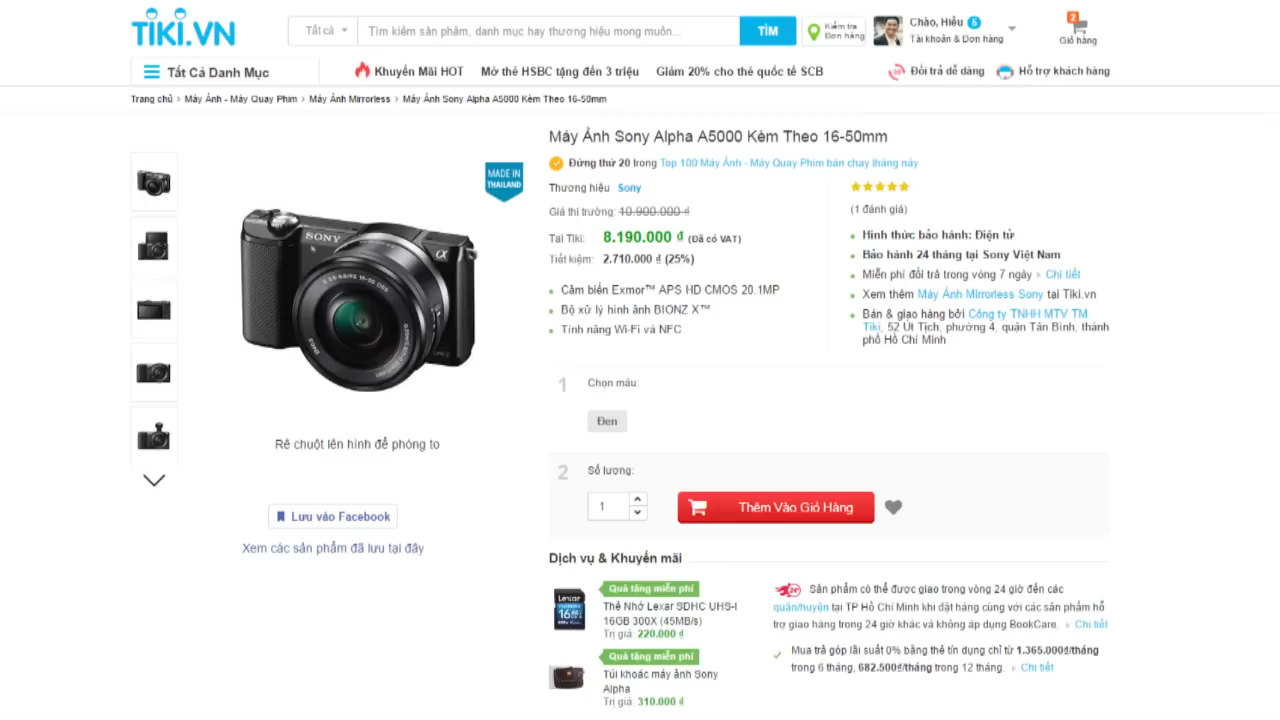 TIKI.VN
Tất cả
Tìm kiếm sản phẩm, danh mục hay thương hiệu mong muốn...
TÌM
Kiểm tra
Đơn hàng
Chào, Hiếu 5
Tài khoản & Đơn hàng
2
Giỏ hàng
Tất Cả Danh Mục
Khuyến Mãi HOT
Mở thẻ HSBC tặng đến 3 triệu
Giảm 20% cho thẻ quốc tế SCB
Đổi trả dễ dàng
Hỗ trợ khách hàng
Trang chủ › Máy Ảnh - Máy Quay Phim › Máy Ảnh Mirrorless › Máy Ảnh Sony Alpha A5000 Kèm Theo 16-50mm
MADE IN
THAILAND
SONY
α
Rê chuột lên hình để phóng to
Lưu vào Facebook
Xem các sản phẩm đã lưu tại đây
Máy Ảnh Sony Alpha A5000 Kèm Theo 16-50mm
Đứng thứ 20 trong Top 100 Máy Ảnh - Máy Quay Phim bán chạy tháng này
Thương hiệu Sony
Giá thị trường: 10.900.000 ₫
Tại Tiki: 8.190.000 ₫ (Đã có VAT)
Tiết kiệm: 2.710.000 ₫ (25%)
Cảm biến Exmor™ APS HD CMOS 20.1MP
Bộ xử lý hình ảnh BIONZ X™
Tính năng Wi-Fi và NFC
(1 đánh giá)
Hình thức bảo hành: Điện tử
Bảo hành 24 tháng tại Sony Việt Nam
Miễn phí đổi trả trong vòng 7 ngày » Chi tiết
Xem thêm Máy Ảnh Mirrorless Sony tại Tiki.vn
Bán & giao hàng bởi Công ty TNHH MTV TM
Tiki, 52 Út Tịch, phường 4, quận Tân Bình, thành
phố Hồ Chí Minh
1 Chọn màu:
Đen
2 Số lượng:
1
Thêm Vào Giỏ Hàng
Dịch vụ & Khuyến mãi
Lexar
16GB
Quà tặng miễn phí
Thẻ Nhớ Lexar SDHC UHS-I
16GB 300X (45MB/s)
Trị giá: 220.000 ₫
Quà tặng miễn phí
Túi khoác máy ảnh Sony
Alpha
Trị giá: 310.000 ₫
Sản phẩm có thể được giao trong vòng 24 giờ đến các
quận/huyện tại TP Hồ Chí Minh khi đặt hàng cùng với các sản phẩm hỗ
trợ giao hàng trong 24 giờ khác và không áp dụng BookCare. » Chi tiết
Mua trả góp lãi suất 0% bằng thẻ tín dụng chỉ từ 1.365.000₫/tháng
trong 6 tháng, 682.500₫/tháng trong 12 tháng. » Chi tiết